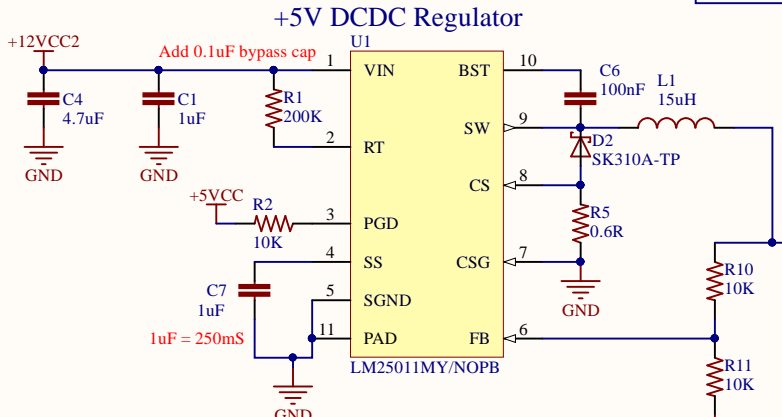 +5V DCDC Regulator
+12VCC2
Add 0.1uF bypass cap
U1
1
VIN
BST
10
C6
100nF
L1
15uH
C4
4.7uF
C1
1uF
R1
200K
SW
9
D2
SK310A-TP
2
RT
GND
GND
CS
8
+5VCC
R2
10K
3
PGD
R5
0.6R
4
SS
CSG
7
C7
1uF
5
SGND
GND
R10
10K
1uF = 250mS
11
PAD
FB
6
LM25011MY/NOPB
R11
10K
GND